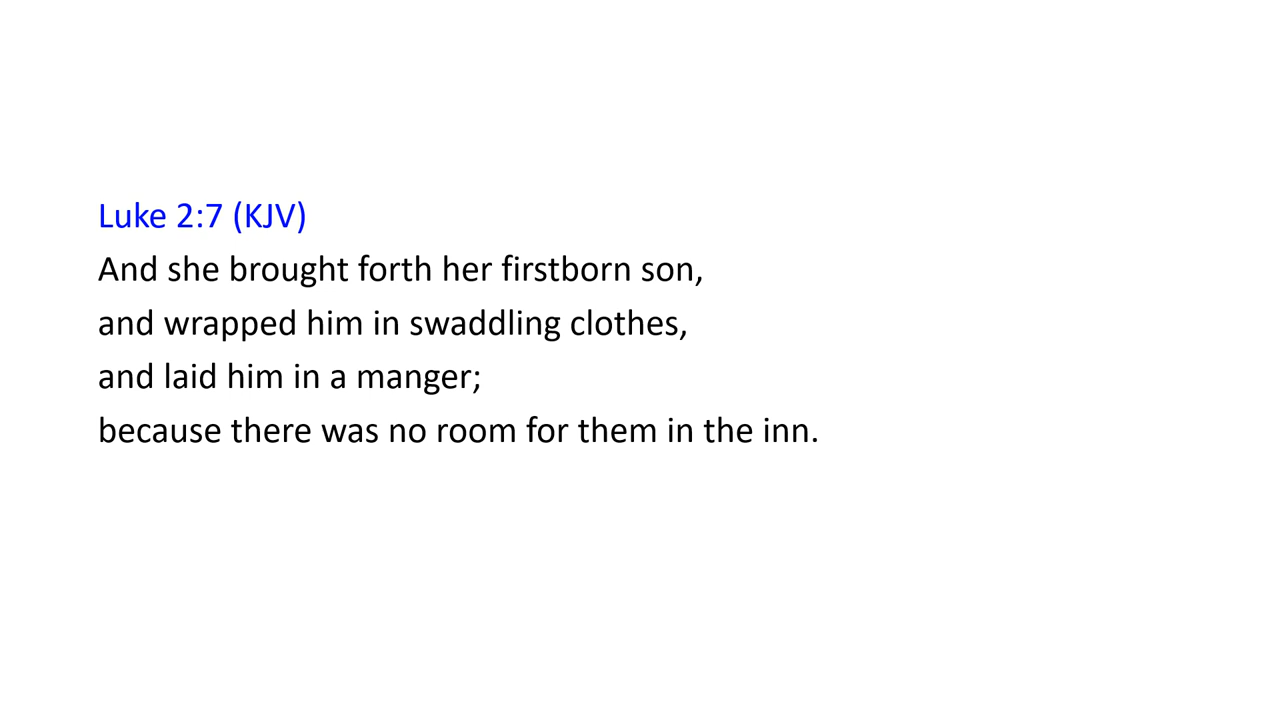 Luke 2:7 (KJV)
And she brought forth her firstborn son,
and wrapped him in swaddling clothes,
and laid him in a manger;
because there was no room for them in the inn.